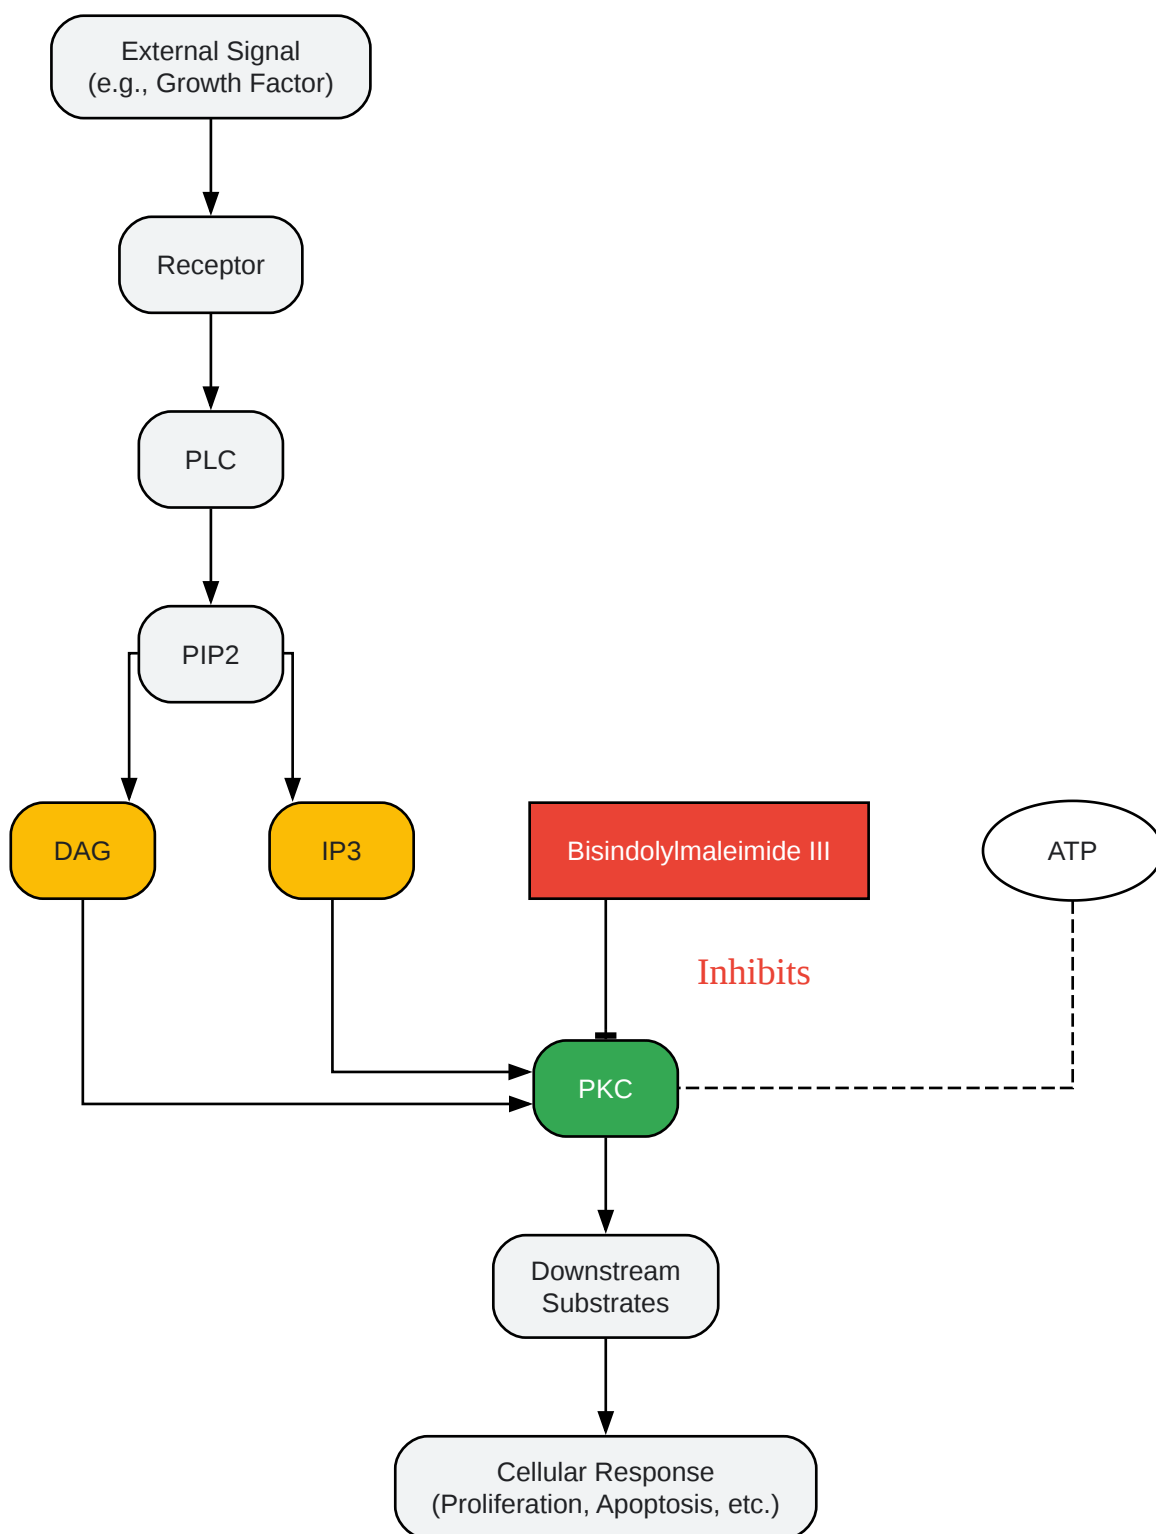 External Signal
(e.g., Growth Factor)
Receptor
PLC
PIP2
DAG
IP3
Bisindolylmaleimide III
ATP
Inhibits
PKC
Downstream
Substrates
Cellular Response
(Proliferation, Apoptosis, etc.)